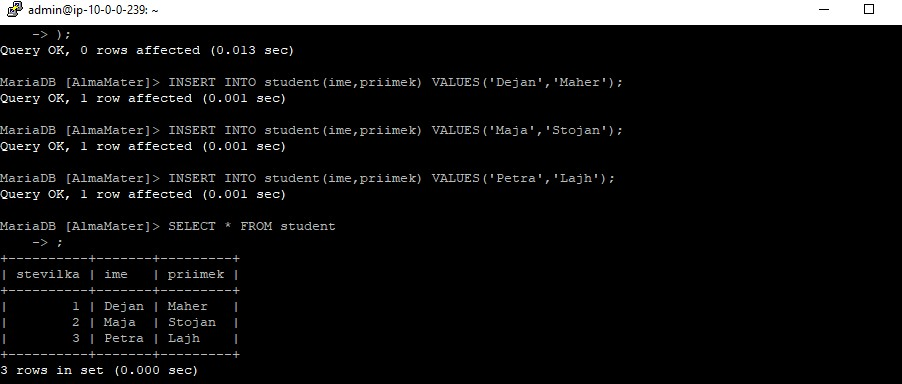 admin@ip-10-0-0-239: ~
    -> );
Query OK, 0 rows affected (0.013 sec)
MariaDB [AlmaMater]> INSERT INTO student(ime,priimek) VALUES('Dejan','Maher');
Query OK, 1 row affected (0.001 sec)
MariaDB [AlmaMater]> INSERT INTO student(ime,priimek) VALUES('Maja','Stojan');
Query OK, 1 row affected (0.001 sec)
MariaDB [AlmaMater]> INSERT INTO student(ime,priimek) VALUES('Petra','Lajh');
Query OK, 1 row affected (0.001 sec)
MariaDB [AlmaMater]> SELECT * FROM student
    -> ;
+----------+-------+---------+
| stevilka | ime   | priimek |
+----------+-------+---------+
|        1 | Dejan | Maher   |
|        2 | Maja  | Stojan  |
|        3 | Petra | Lajh    |
+----------+-------+---------+
3 rows in set (0.000 sec)